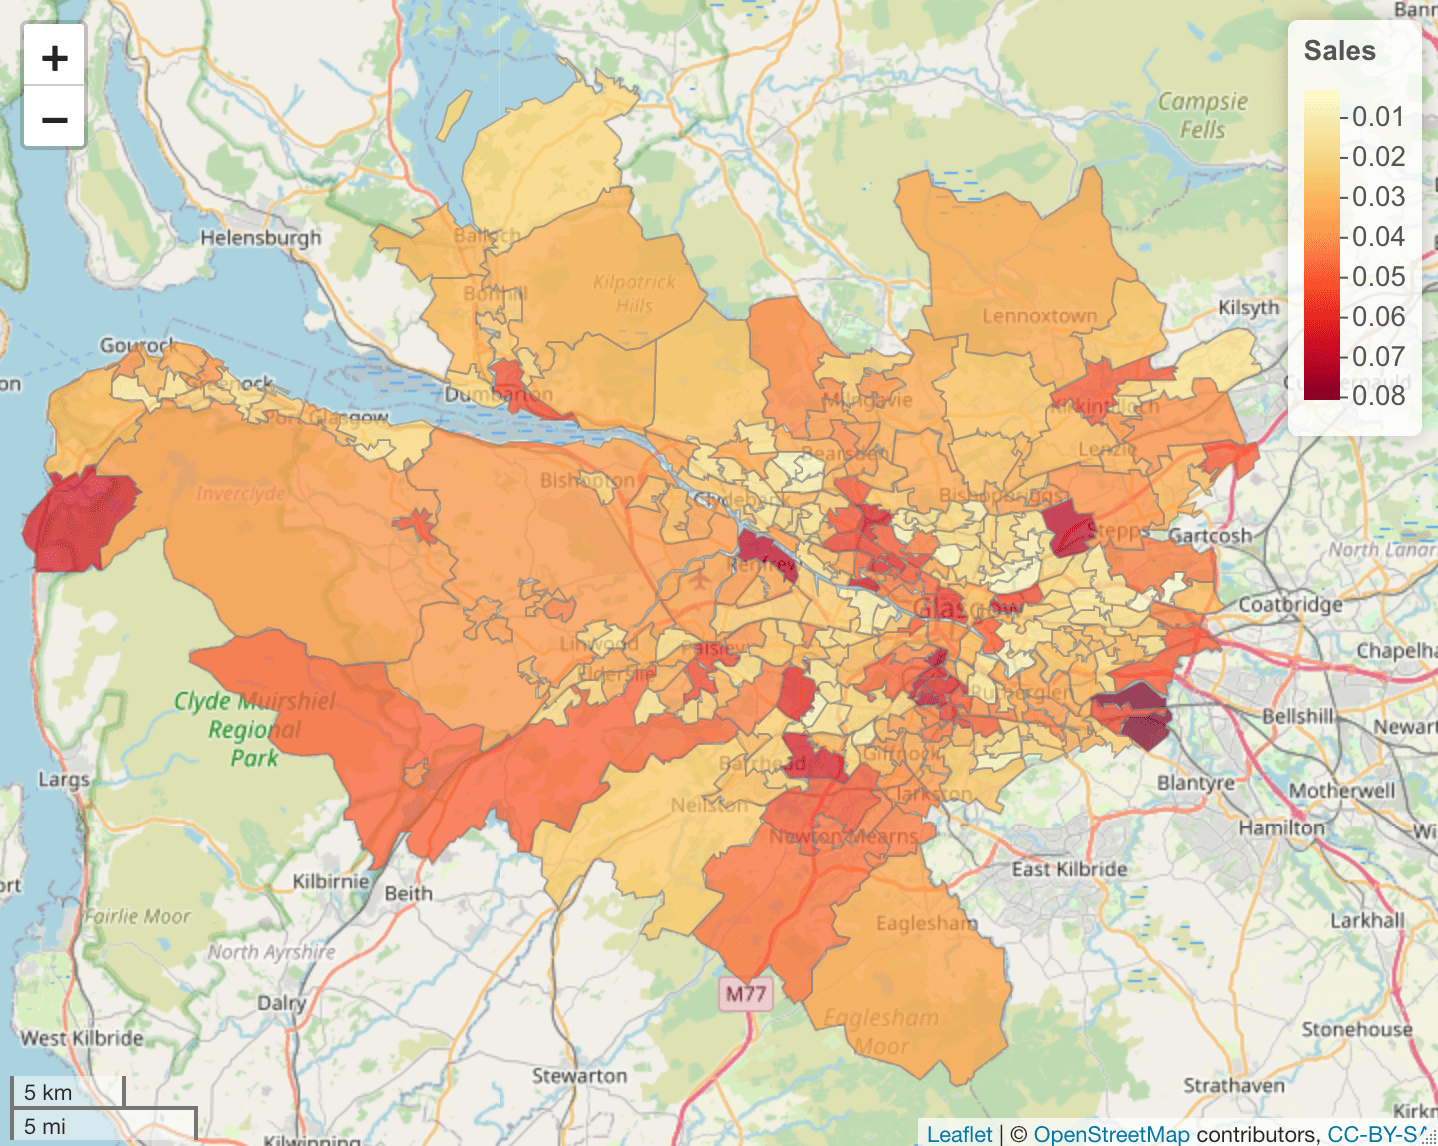 +
−
Sales
0.01
0.02
0.03
0.04
0.05
0.06
0.07
0.08
Campsie
Fells
Helensburgh
Balloch
Kilpatrick
Hills
Bonhill
Lennoxtown
Kilsyth
Gourock
Greenock
Dumbarton
Milngavie
Kirkintilloch
Port Glasgow
Bearsden
Lenzie
Inverclyde
Bishopton
Clydebank
Bishopbriggs
Stepps
Gartcosh
North Lanar
Renfrew
Glasgow
Coatbridge
Linwood
Paisley
Chapelha
Elderslie
Rutherglen
Clyde Muirshiel
Regional
Park
Bellshill
Newart
Giffnock
Barrhead
Largs
Blantyre
Motherwell
Neilston
Clarkston
Newton Mearns
Hamilton
Wi
Kilbirnie
Beith
East Kilbride
ort
Fairlie Moor
Eaglesham
Larkhall
North Ayrshire
M77
Dalry
Eaglesham
Moor
West Kilbride
Stonehouse
Stewarton
Strathaven
5 km
5 mi
Kirk
Kilwinning
Leaflet | © OpenStreetMap contributors, CC-BY-SA